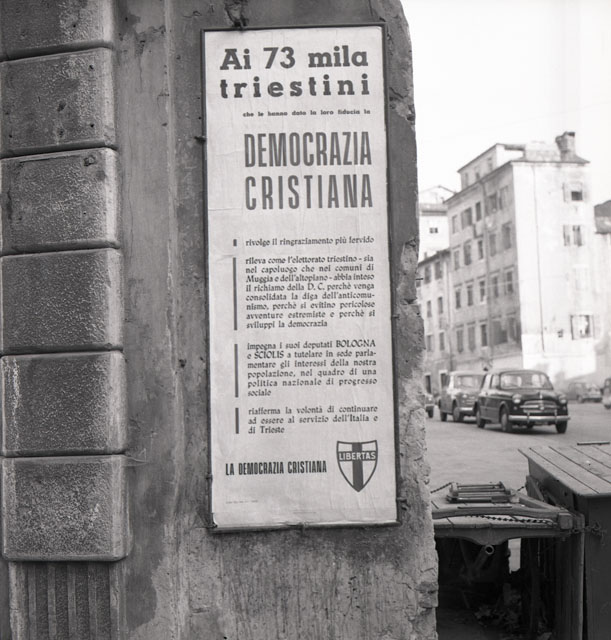 Ai 73 mila
triestini
che le hanno dato la loro fiducia la
DEMOCRAZIA
CRISTIANA
rivolge il ringraziamento più fervido
rileva come l'elettorato triestino - sia
nel capoluogo che nei comuni di
Muggia e dell'altopiano - abbia inteso
il richiamo della D. C. perchè venga
consolidata la diga dell'anticomu-
nismo, perchè si evitino pericolose
avventure estremiste e perchè si
sviluppi la democrazia
impegna i suoi deputati BOLOGNA
e SCIOLIS a tutelare in sede parla-
mentare gli interessi della nostra
popolazione, nel quadro di una
politica nazionale di progresso
sociale
riafferma la volontà di continuare
ad essere al servizio dell'Italia e
di Trieste
LA DEMOCRAZIA CRISTIANA
LIBERTAS